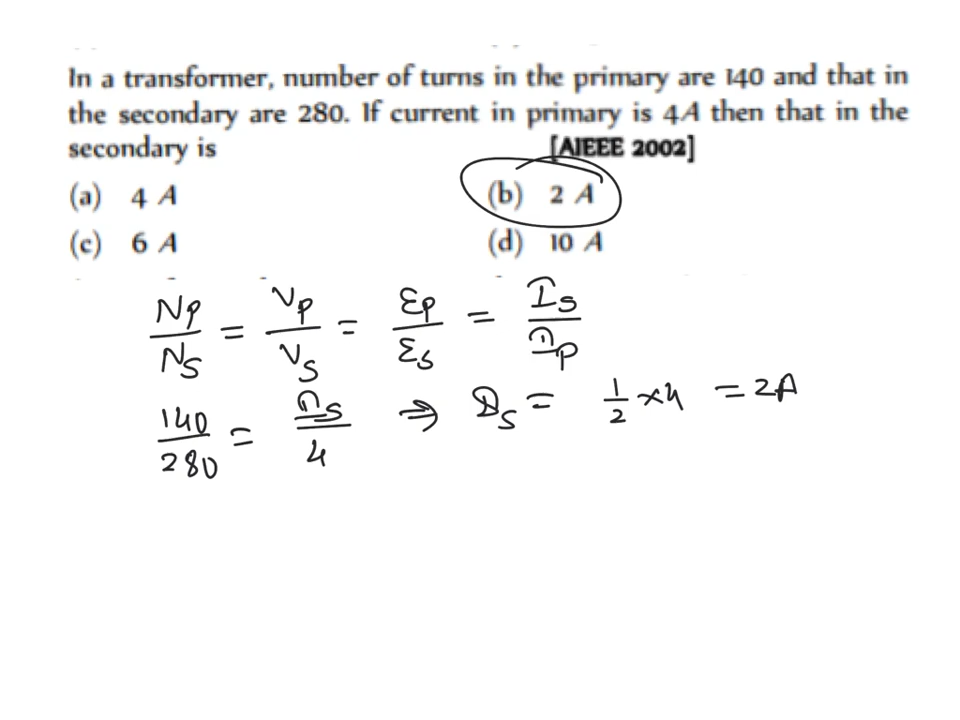 In a transformer, number of turns in the primary are 140 and that in
the secondary are 280. If current in primary is 4A then that in the
secondary is [AIEEE 2002]
(a) 4 A (b) 2 A
(c) 6 A (d) 10 A
Np/Ns = Vp/Vs = Ɛp/Ɛs = Is/Ip
140/280 = Is/4 ⇒ Is = 1/2 × 4 = 2A